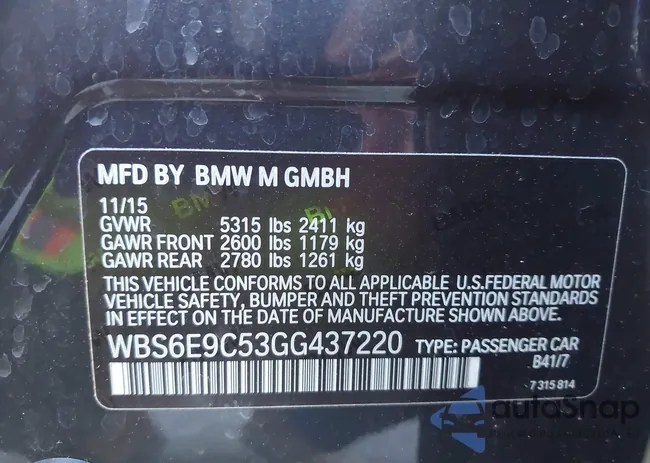 MFD BY BMW M GMBH
11/15
GVWR 5315 lbs 2411 kg
GAWR FRONT 2600 lbs 1179 kg
GAWR REAR 2780 lbs 1261 kg
THIS VEHICLE CONFORMS TO ALL APPLICABLE U.S.FEDERAL MOTOR
VEHICLE SAFETY, BUMPER AND THEFT PREVENTION STANDARDS
IN EFFECT ON THE DATE OF MANUFACTURE SHOWN ABOVE.
WBS6E9C53GG437220 TYPE: PASSENGER CAR
B41/7
7 315 814
autoSnap